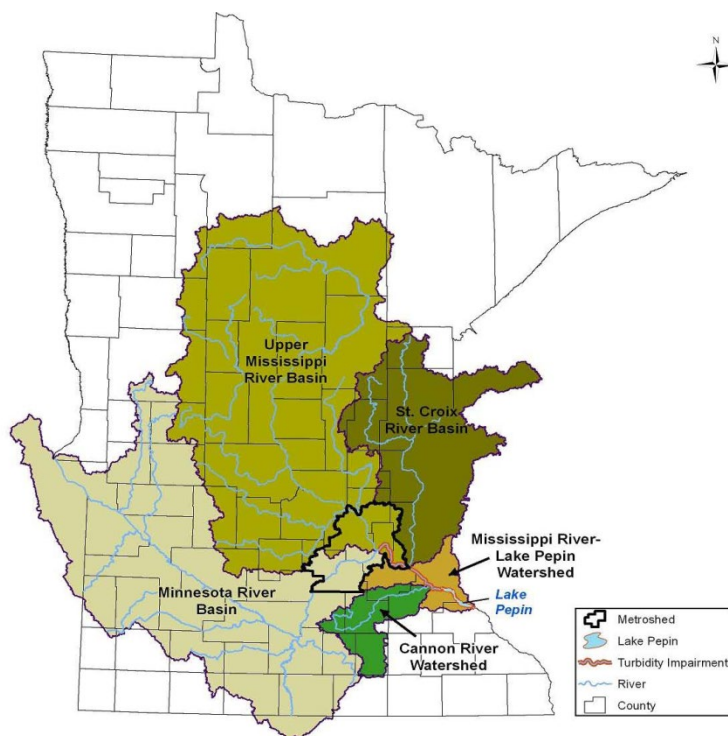 N
Upper
Mississippi
River Basin
St. Croix
River Basin
Mississippi River-
Lake Pepin
Watershed
Minnesota River
Basin
Lake
Pepin
Cannon River
Watershed
Metroshed
Lake Pepin
Turbidity Impairment
River
County